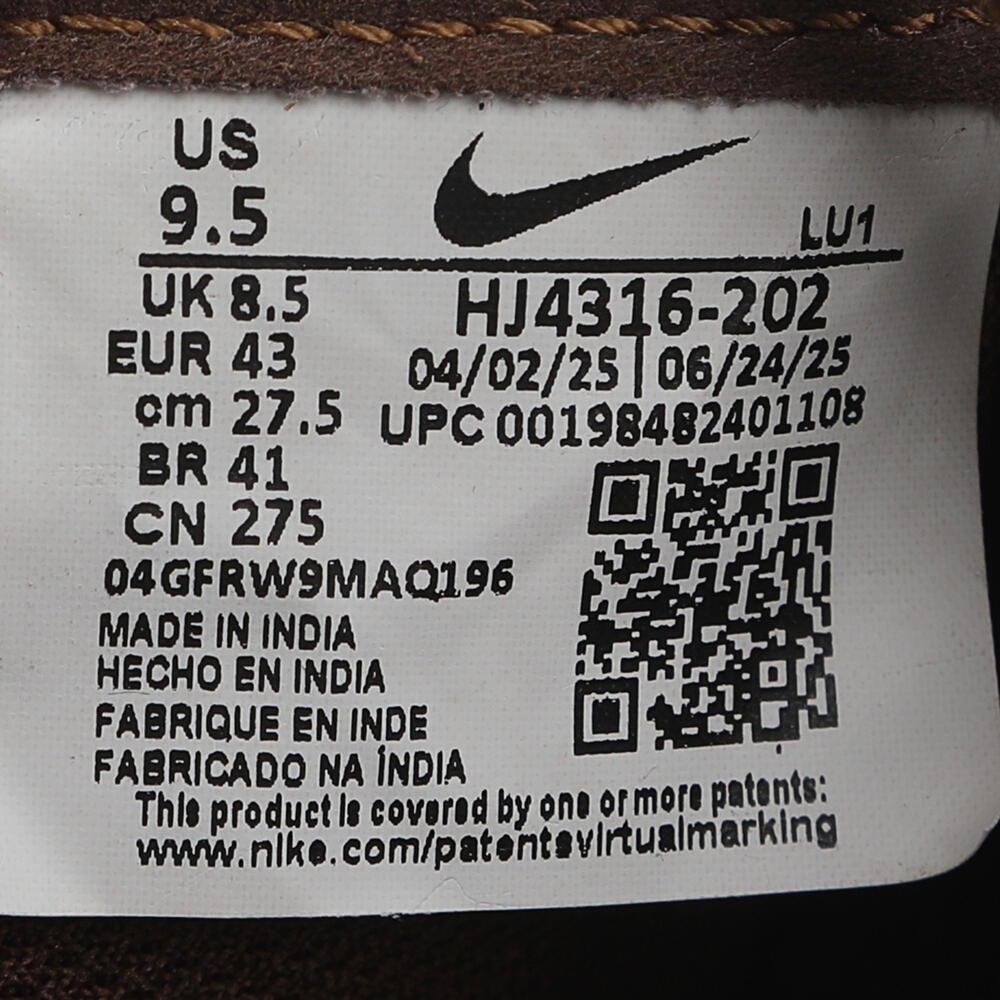 US
9.5
LU1
UK 8.5
HJ4316-202
EUR 43
04/02/25 | 06/24/25
cm 27.5
UPC 00198482401108
BR 41
CN 275
04GFRW9MAQ196
MADE IN INDIA
HECHO EN INDIA
FABRIQUE EN INDE
FABRICADO NA ÍNDIA
This product is covered by one or more patents:
www.nike.com/patentsvirtualmarking